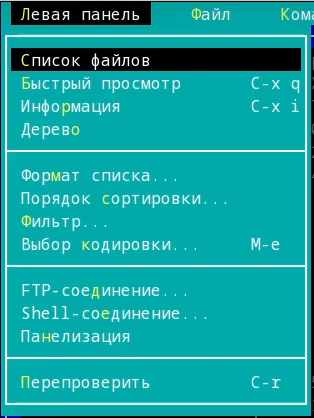 Левая панель Файл Кома
Список файлов
Быстрый просмотр C-x q
Информация C-x i
Дерево
Формат списка...
Порядок сортировки...
Фильтр...
Выбор кодировки... M-e
FTP-соединение...
Shell-соединение...
Панелизация
Перепроверить C-r